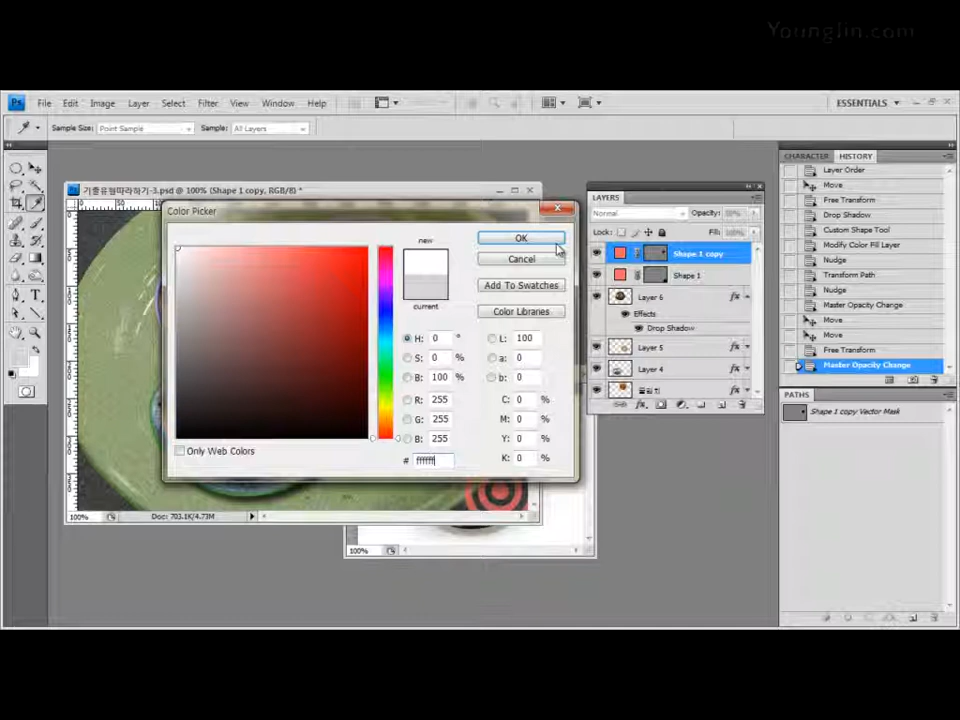 Younglin.com
Ps File Edit Image Layer Select Filter View Window Help ESSENTIALS
Sample Size: Point Sample Sample: All Layers
CHARACTER HISTORY
Layer Order
Move
Free Transform
Drop Shadow
Custom Shape Tool
Modify Color Fill Layer
Nudge
Transform Path
Nudge
Master Opacity Change
Move
Move
Free Transform
Master Opacity Change
PATHS
Shape 1 copy Vector Mask
기출유형따라하기-3.psd @ 100% (Shape 1 copy, RGB/8) *
LAYERS
Normal Opacity:
Lock: Fill:
Shape 1 copy
Shape 1
Layer 6 fx
Effects
Drop Shadow
Layer 5 fx
Layer 4 fx
Color Picker
new
current
OK
Cancel
Add To Swatches
Color Libraries
H: 0 °
S: 0 %
B: 100 %
R: 255
G: 255
B: 255
# ffffff
L: 100
a: 0
b: 0
C: 0 %
M: 0 %
Y: 0 %
K: 0 %
Only Web Colors
100% Doc: 703.1K/4.73M
100%